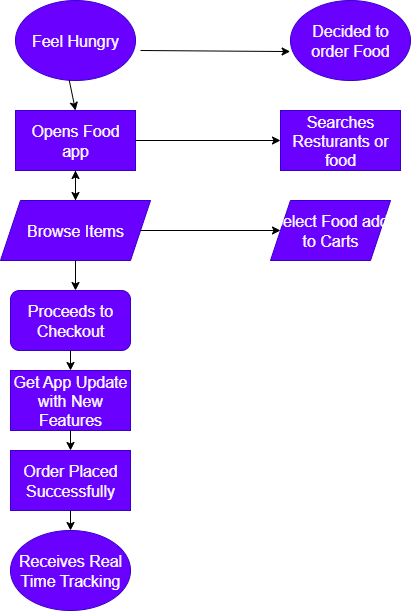 Feel Hungry
Decided to
order Food
Opens Food
app
Searches
Resturants or
food
Browse Items
elect Food add
to Carts
Proceeds to
Checkout
Get App Update
with New
Features
Order Placed
Successfully
Receives Real
Time Tracking